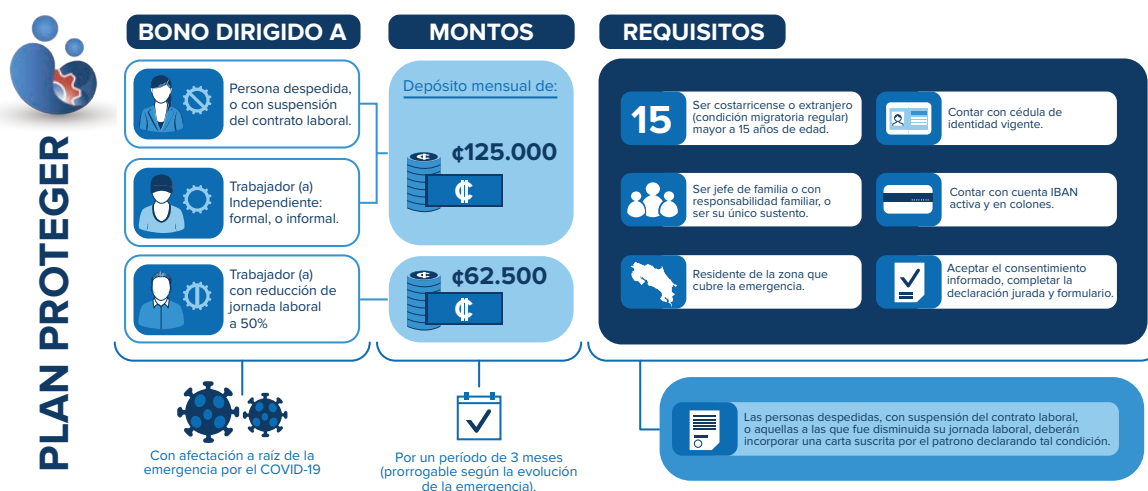 PLAN PROTEGER
BONO DIRIGIDO A
Persona despedida,
o con suspensión
del contrato laboral.
Trabajador (a)
Independiente:
formal, o informal.
Trabajador (a)
con reducción de
jornada laboral
a 50%
Con afectación a raíz de la
emergencia por el COVID-19
MONTOS
Depósito mensual de:
₡125.000
₡
₡62.500
₡
Por un período de 3 meses
(prorrogable según la evolución
de la emergencia).
REQUISITOS
15
Ser costarricense o extranjero
(condición migratoria regular)
mayor a 15 años de edad.
Contar con cédula de
identidad vigente.
Ser jefe de familia o con
responsabilidad familiar, o
ser su único sustento.
Contar con cuenta IBAN
activa y en colones.
Residente de la zona que
cubre la emergencia.
Aceptar el consentimiento
informado, completar la
declaración jurada y formulario.
Las personas despedidas, con suspensión del contrato laboral,
o aquellas a las que fue disminuida su jornada laboral, deberán
incorporar una carta suscrita por el patrono declarando tal condición.